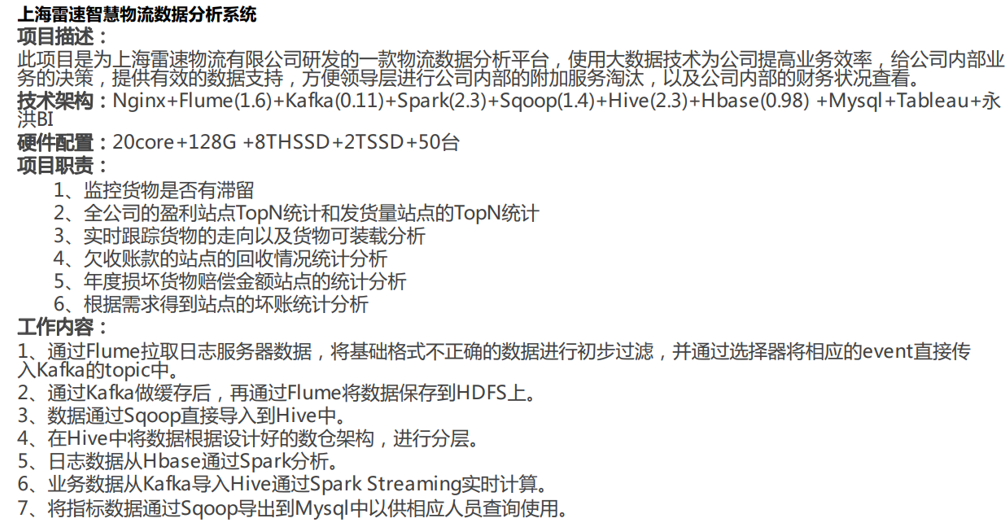 上海雷速智慧物流数据分析系统
项目描述：
此项目是为上海雷速物流有限公司研发的一款物流数据分析平台，使用大数据技术为公司提高业务效率，给公司内部业
务的决策，提供有效的数据支持，方便领导层进行公司内部的附加服务淘汰，以及公司内部的财务状况查看。
技术架构：Nginx+Flume(1.6)+Kafka(0.11)+Spark(2.3)+Sqoop(1.4)+Hive(2.3)+Hbase(0.98) +Mysql+Tableau+永
洪BI
硬件配置：20core+128G +8THSSD+2TSSD+50台
项目职责：
1、监控货物是否有滞留
2、全公司的盈利站点TopN统计和发货量站点的TopN统计
3、实时跟踪货物的走向以及货物可装载分析
4、欠收账款的站点的回收情况统计分析
5、年度损坏货物赔偿金额站点的统计分析
6、根据需求得到站点的坏账统计分析
工作内容：
1、通过Flume拉取日志服务器数据，将基础格式不正确的数据进行初步过滤，并通过选择器将相应的event直接传
入Kafka的topic中。
2、通过Kafka做缓存后，再通过Flume将数据保存到HDFS上。
3、数据通过Sqoop直接导入到Hive中。
4、在Hive中将数据根据设计好的数仓架构，进行分层。
5、日志数据从Hbase通过Spark分析。
6、业务数据从Kafka导入Hive通过Spark Streaming实时计算。
7、将指标数据通过Sqoop导出到Mysql中以供相应人员查询使用。